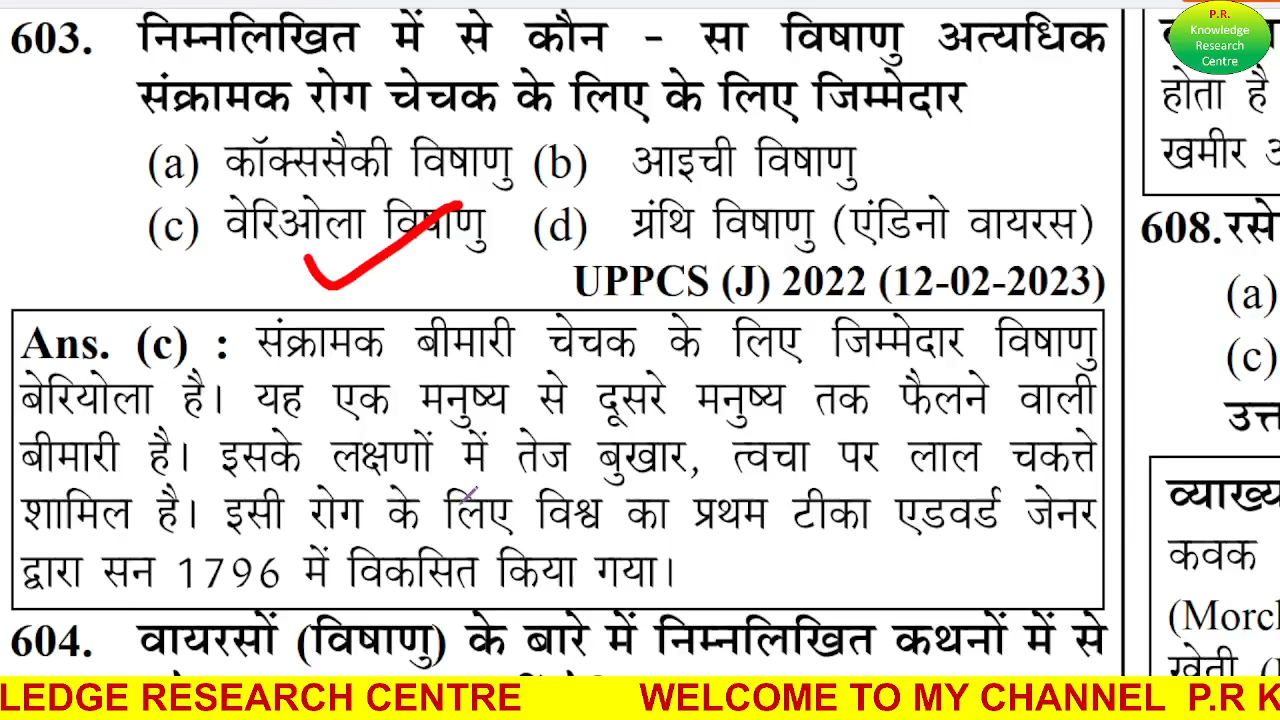 603. निम्नलिखित में से कौन - सा विषाणु अत्यधिक
संक्रामक रोग चेचक के लिए के लिए जिम्मेदार
(a) कॉक्ससैकी विषाणु (b) आइची विषाणु
(c) वेरिओला विषाणु (d) ग्रंथि विषाणु (एंडिनो वायरस)
UPPCS (J) 2022 (12-02-2023)
Ans. (c) : संक्रामक बीमारी चेचक के लिए जिम्मेदार विषाणु
बेरियोला है। यह एक मनुष्य से दूसरे मनुष्य तक फैलने वाली
बीमारी है। इसके लक्षणों में तेज बुखार, त्वचा पर लाल चकत्ते
शामिल है। इसी रोग के लिए विश्व का प्रथम टीका एडवर्ड जेनर
द्वारा सन 1796 में विकसित किया गया।
604. वायरसों (विषाणु) के बारे में निम्नलिखित कथनों में से
P.R.
Knowledge
Research
Centre
होता है
खमीर
608. रसे
(a)
(c)
उत्त
व्याख्य
कवक
(Morcl
खेती
LEDGE RESEARCH CENTRE WELCOME TO MY CHANNEL P.R K